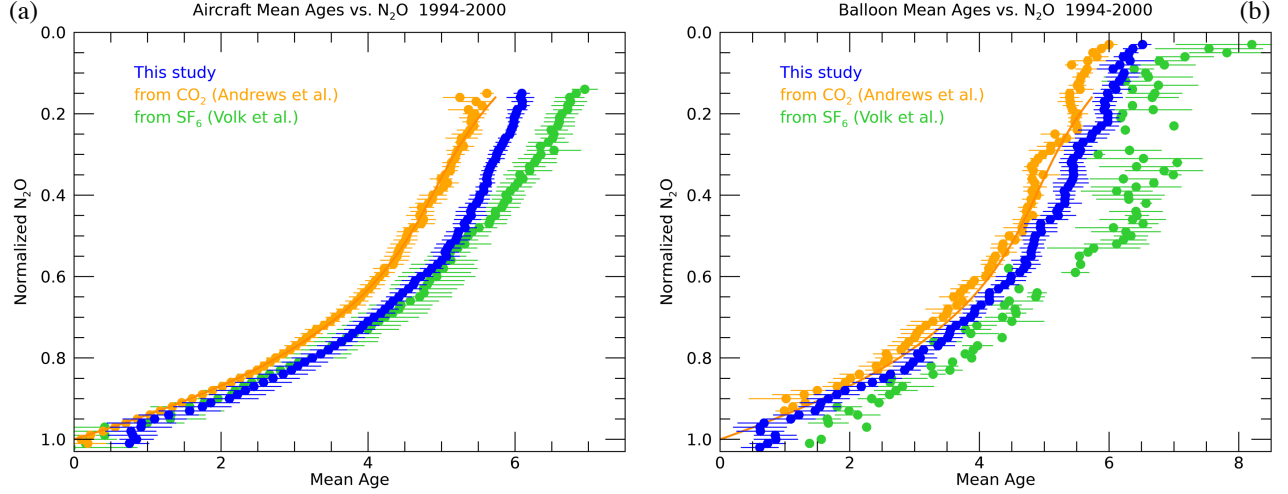 (a)
Aircraft Mean Ages vs. N₂O 1994-2000
This study
from CO₂ (Andrews et al.)
from SF₆ (Volk et al.)
Normalized N₂O
0.0
0.2
0.4
0.6
0.8
1.0
0
2
4
6
Mean Age
Balloon Mean Ages vs. N₂O 1994-2000
(b)
This study
from CO₂ (Andrews et al.)
from SF₆ (Volk et al.)
Normalized N₂O
0.0
0.2
0.4
0.6
0.8
1.0
0
2
4
6
8
Mean Age